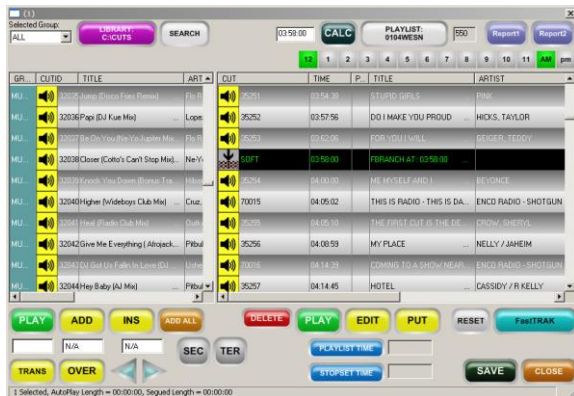 (1)
Selected Group:
ALL
LIBRARY:
C:\CUTS
SEARCH
03:58:00
CALC
PLAYLIST:
0104WESN
550
Report1
Report2
12 1 2 3 4 5 6 7 8 9 10 11 AM pm
GR... CUTID TITLE ART
MU... 32035 Jump (Disco Fries Remix) ... Flo R
MU... 32036 Papi (DJ Kue Mix) ... Lope
MU... 32037 Be On You (Ne-Yo Jupiter Mix ... Flo R
MU... 32038 Closer (Cotto's Can't Stop Mix)... Ne-Y
MU... 32039 Knock You Down (Bonus Tra...
MU... 32040 Higher (Wideboys Club Mix) ... Cruz,
MU... 32041 Heel (Radio Club Mix)
MU... 32042 Give Me Everything ( Afrojack... Pitbul
MU... 32043 DJ Got Us Fallin In Love (DJ ... Ushe
MU... 32044 Hey Baby (AJ Mix) ... Pitbul
CUT TIME P... TITLE ARTIST
35251 03:54:30 STUPID GIRLS ... PINK
35252 03:57:56 DO I MAKE YOU PROUD ... HICKS, TAYLOR
35253 03:62:06 FOR YOU I WILL ... GEIGER, TEDDY
SOFT 03:58:00 FBRANCH AT: 03:58:00 ...
35254 04:00:00 ME MYSELF AND I ... BEYONCE
70015 04:05:02 THIS IS RADIO - THIS IS DA... ENCO RADIO - SHOTGUN
35255 04:05:10 THE FIRST CUT IS THE DE... CROW, SHERYL
35256 04:08:59 MY PLACE ... NELLY / JAHEIM
70016 04:14:39 COMING TO A SHOW NEAR... ENCO RADIO - SHOTGUN
35257 04:14:45 HOTEL ... CASSIDY / R KELLY
PLAY ADD INS ADD ALL
DELETE PLAY EDIT PUT RESET FastTRAK
N/A N/A
SEC TER
PLAYLIST TIME
TRANS OVER
STOPSET TIME
SAVE CLOSE
1 Selected, AutoPlay Length = 00:00:00, Segued Length = 00:00:00